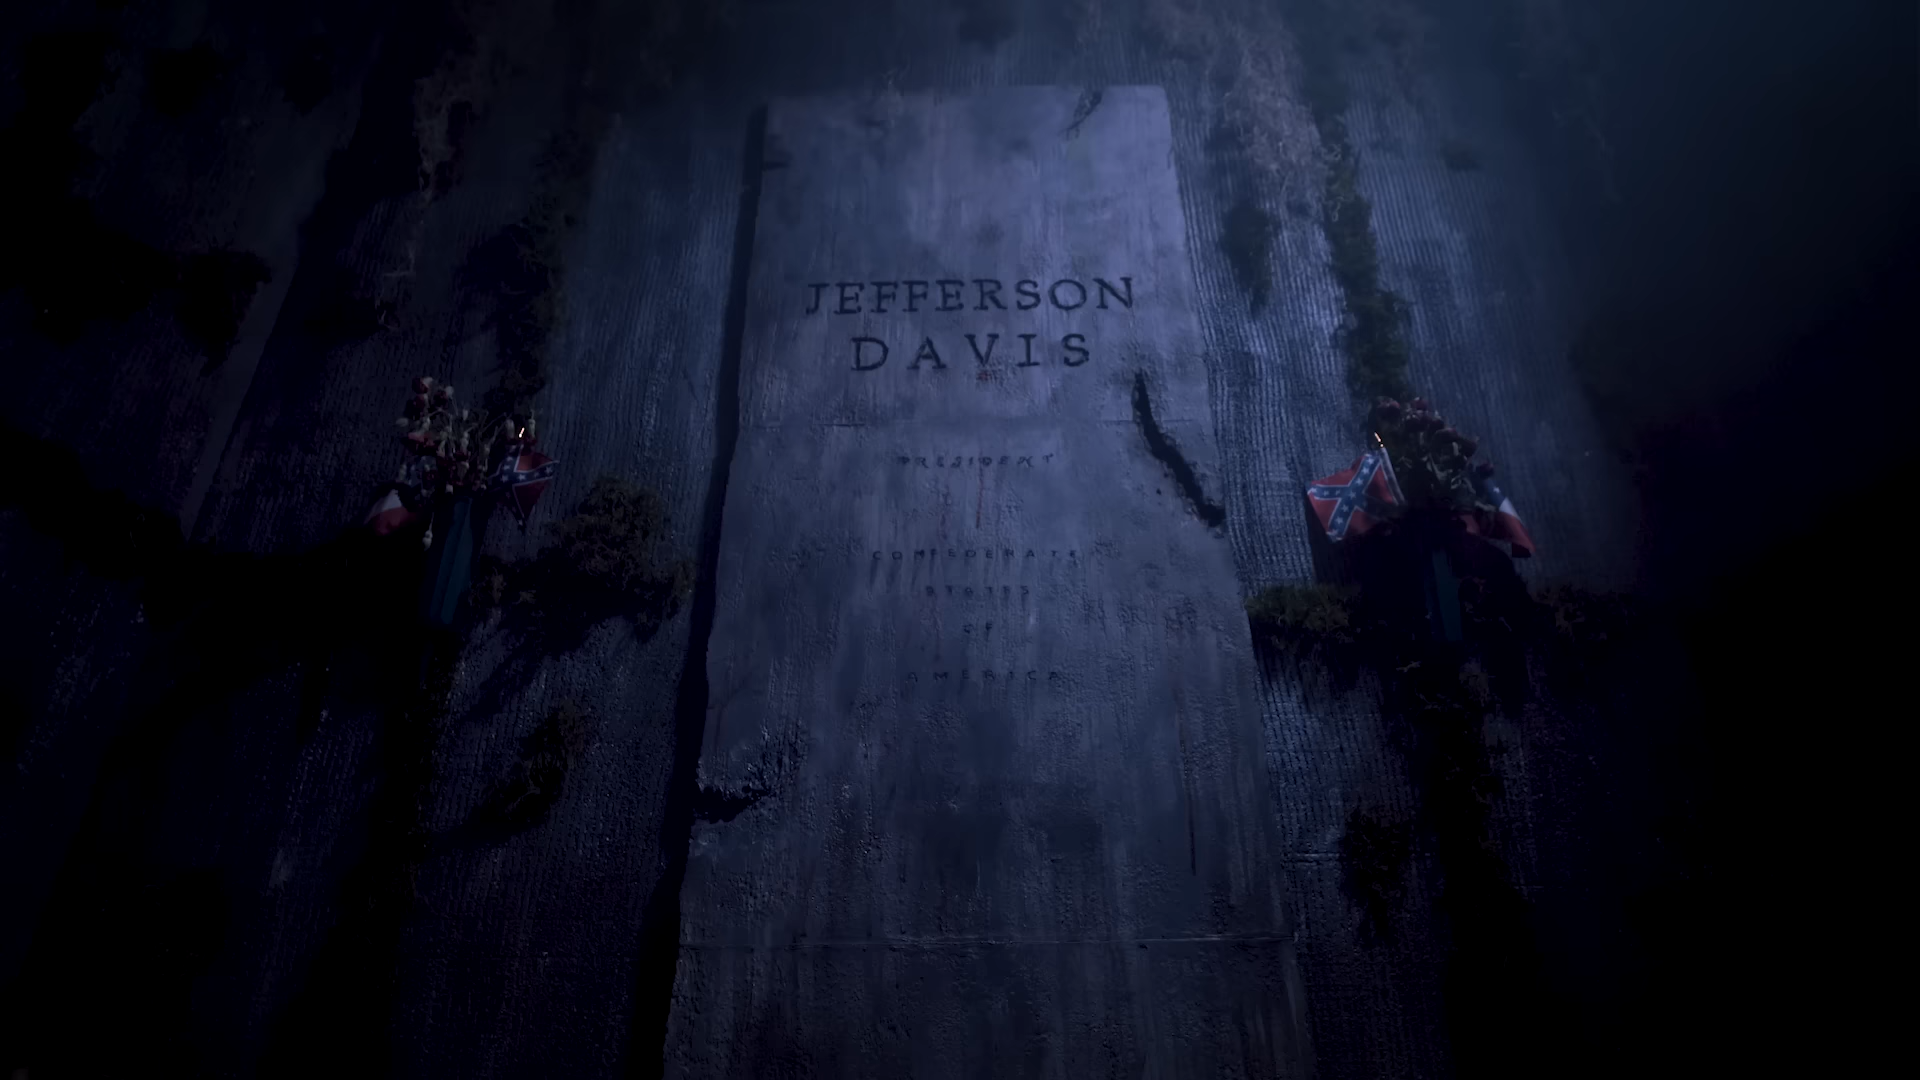 JEFFERSON
DAVIS
PRESIDENT
CONFEDERATE
STATES
OF
AMERICA